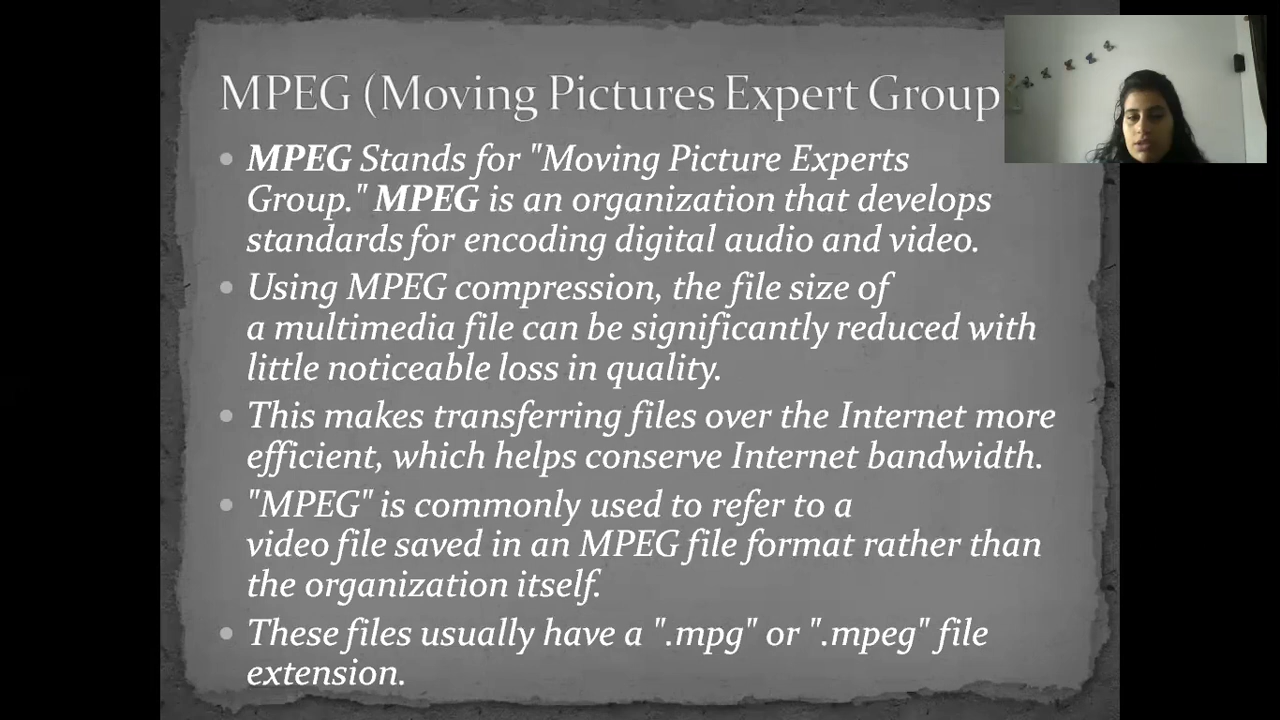 MPEG (Moving Pictures Expert Group
MPEG Stands for "Moving Picture Experts
Group." MPEG is an organization that develops
standards for encoding digital audio and video.
Using MPEG compression, the file size of
a multimedia file can be significantly reduced with
little noticeable loss in quality.
This makes transferring files over the Internet more
efficient, which helps conserve Internet bandwidth.
"MPEG" is commonly used to refer to a
video file saved in an MPEG file format rather than
the organization itself.
These files usually have a ".mpg" or ".mpeg" file
extension.